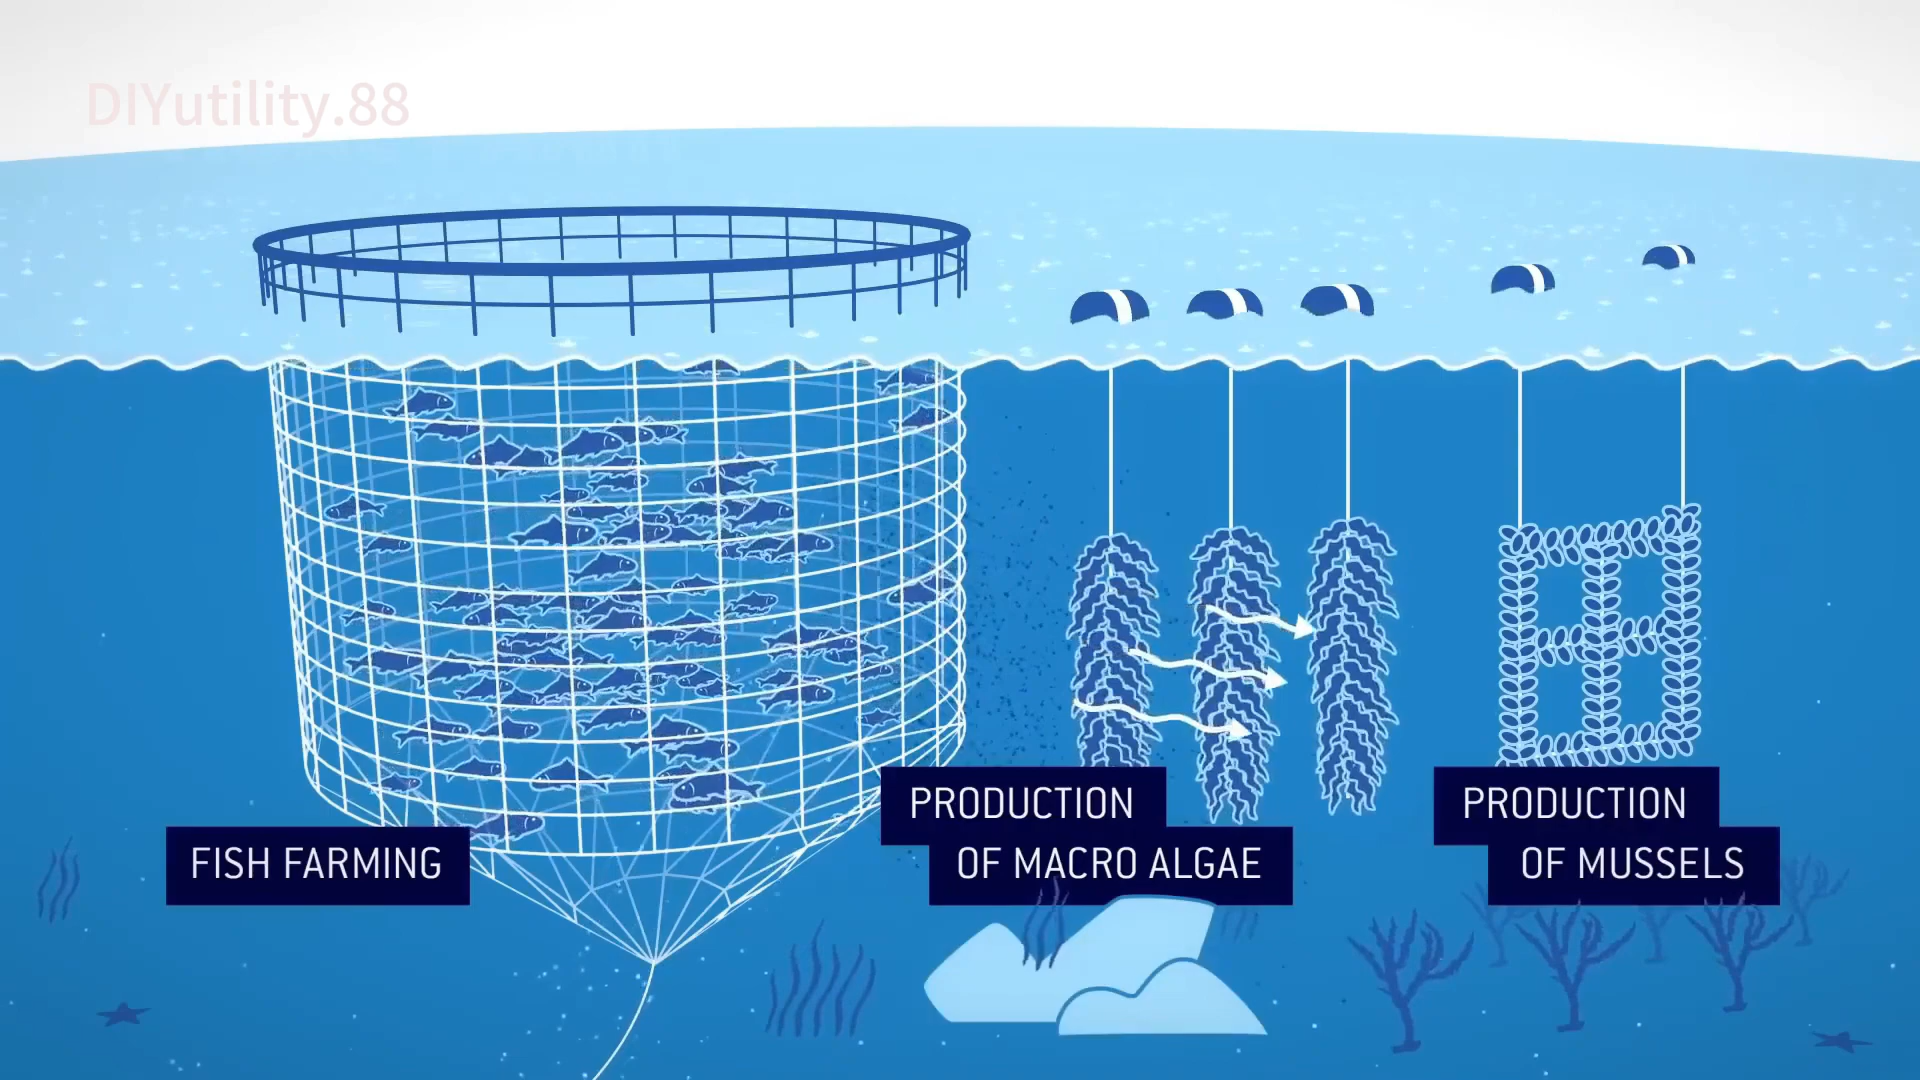 DIYutility.88
FISH FARMING
PRODUCTION
OF MACRO ALGAE
PRODUCTION
OF MUSSELS